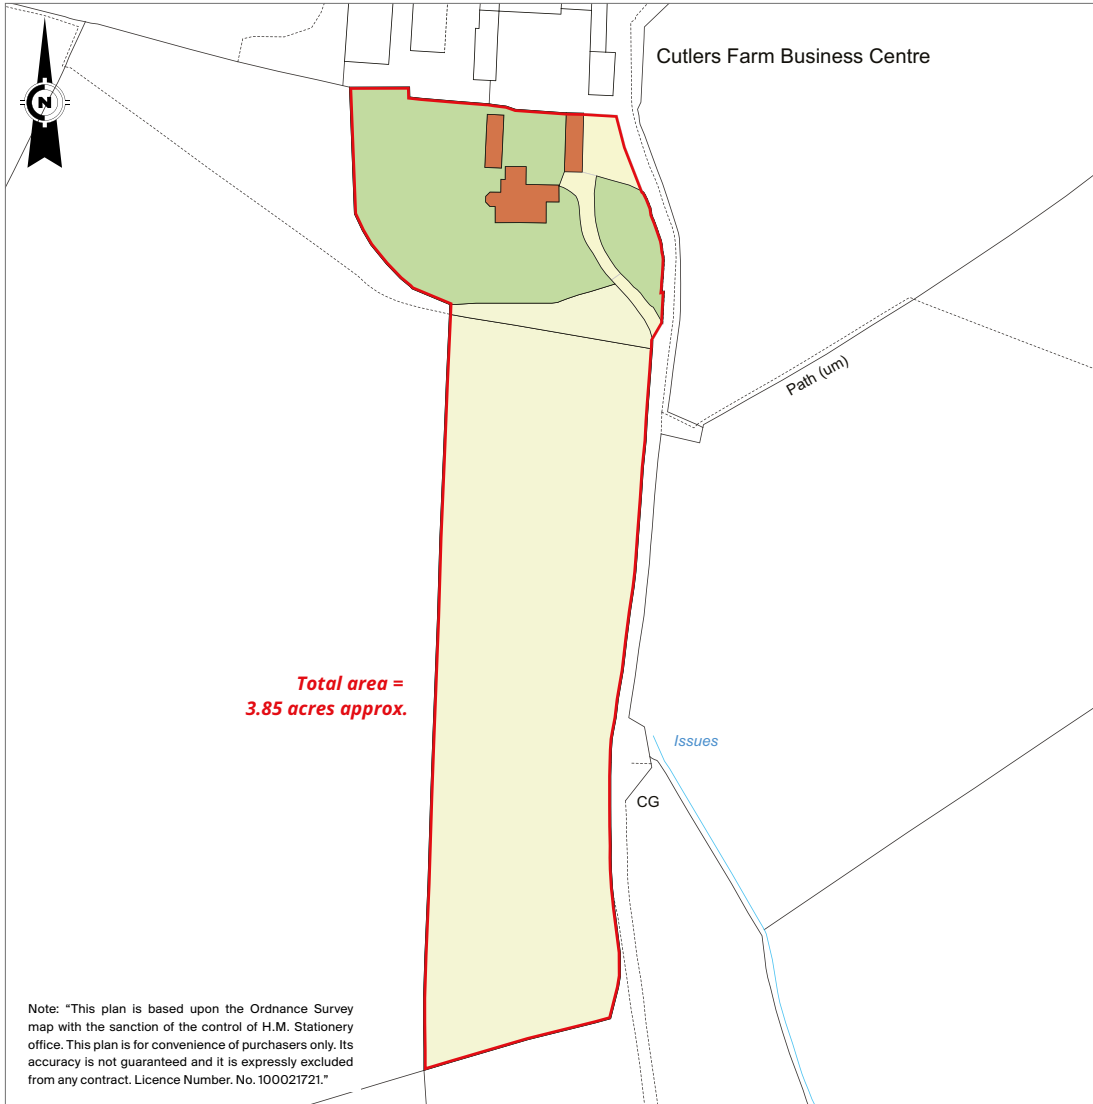 N
Cutlers Farm Business Centre
Path (um)
Total area =
3.85 acres approx.
Issues
CG
Note: “This plan is based upon the Ordnance Survey
map with the sanction of the control of H.M. Stationery
office. This plan is for convenience of purchasers only. Its
accuracy is not guaranteed and it is expressly excluded
from any contract. Licence Number. No. 100021721.”